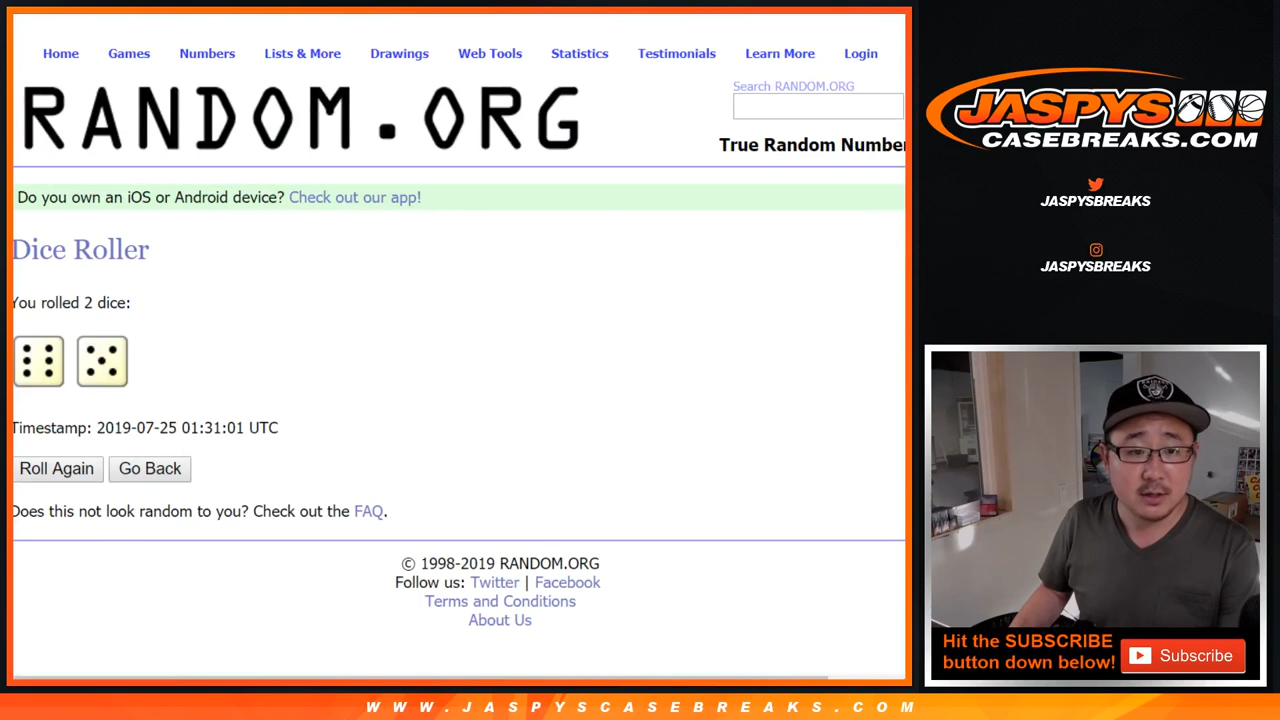 Home Games Numbers Lists & More Drawings Web Tools Statistics Testimonials Learn More Login
RANDOM.ORG
Search RANDOM.ORG
True Random Number
Do you own an iOS or Android device? Check out our app!
Dice Roller
You rolled 2 dice:
Timestamp: 2019-07-25 01:31:01 UTC
Roll Again Go Back
Does this not look random to you? Check out the FAQ.
© 1998-2019 RANDOM.ORG
Follow us: Twitter | Facebook
Terms and Conditions
About Us
JASPYS
CASEBREAKS.COM
JASPYSBREAKS
JASPYSBREAKS
Hit the SUBSCRIBE
button down below!
Subscribe
WWW.JASPYSCASEBREAKS.COM